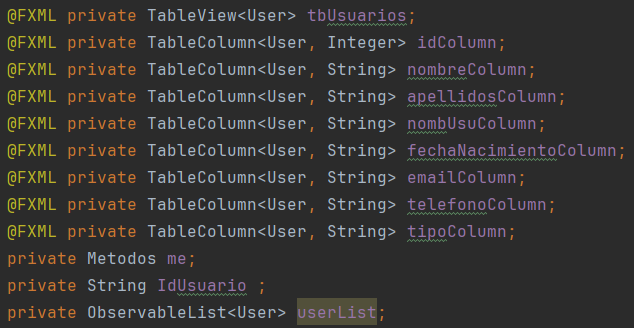 @FXML private TableView<User> tbUsuarios;
@FXML private TableColumn<User, Integer> idColumn;
@FXML private TableColumn<User, String> nombreColumn;
@FXML private TableColumn<User, String> apellidosColumn;
@FXML private TableColumn<User, String> nombUsuColumn;
@FXML private TableColumn<User, String> fechaNacimientoColumn;
@FXML private TableColumn<User, String> emailColumn;
@FXML private TableColumn<User, String> telefonoColumn;
@FXML private TableColumn<User, String> tipoColumn;
private Metodos me;
private String IdUsuario ;
private ObservableList<User> userList;